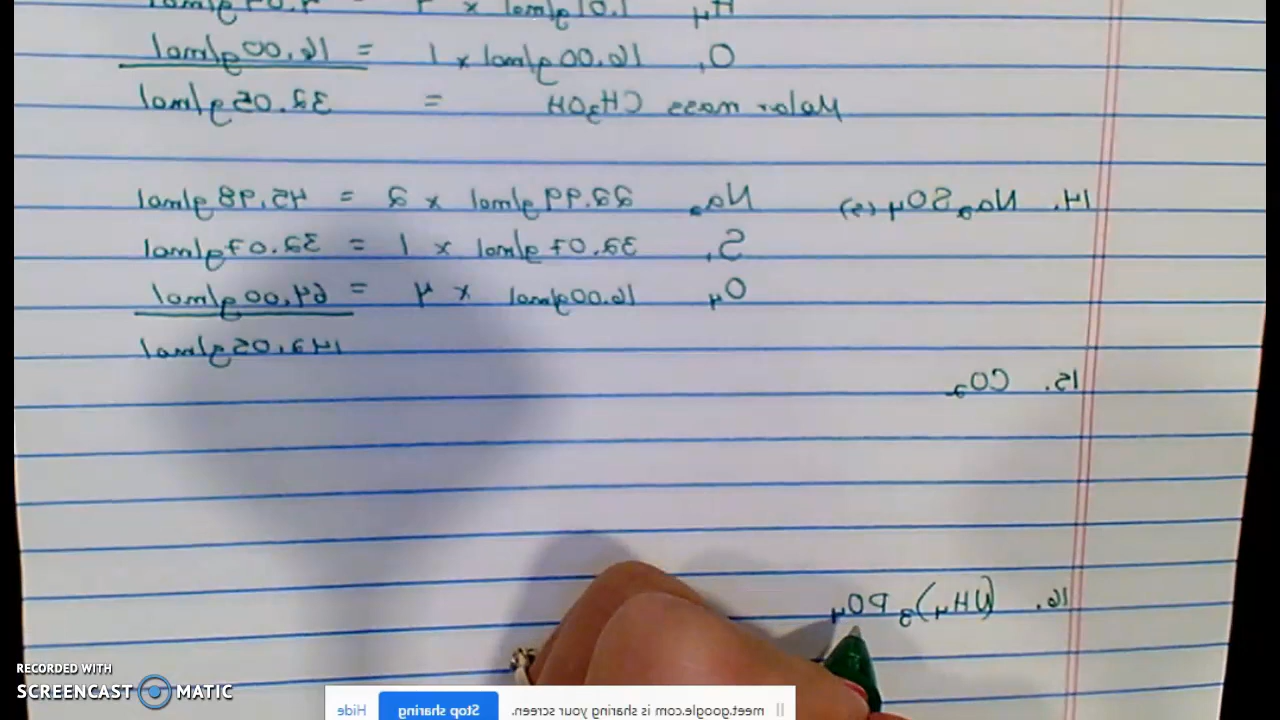 H₄ 1.01g/mol x 4
O₁ 16.00g/mol x 1 = 16.00g/mol
Molar mass CH₃OH = 32.05g/mol
14. Na₂SO₄(s) Na₂ 22.99g/mol x 2 = 45.98g/mol
S₁ 32.07g/mol x 1 = 32.07g/mol
O₄ 16.00g/mol x 4 = 64.00g/mol
142.05g/mol
15. CO₂
16. (NH₄)₃PO₄
RECORDED WITH
SCREENCAST MATIC
meet.google.com is sharing your screen. Stop sharing Hide